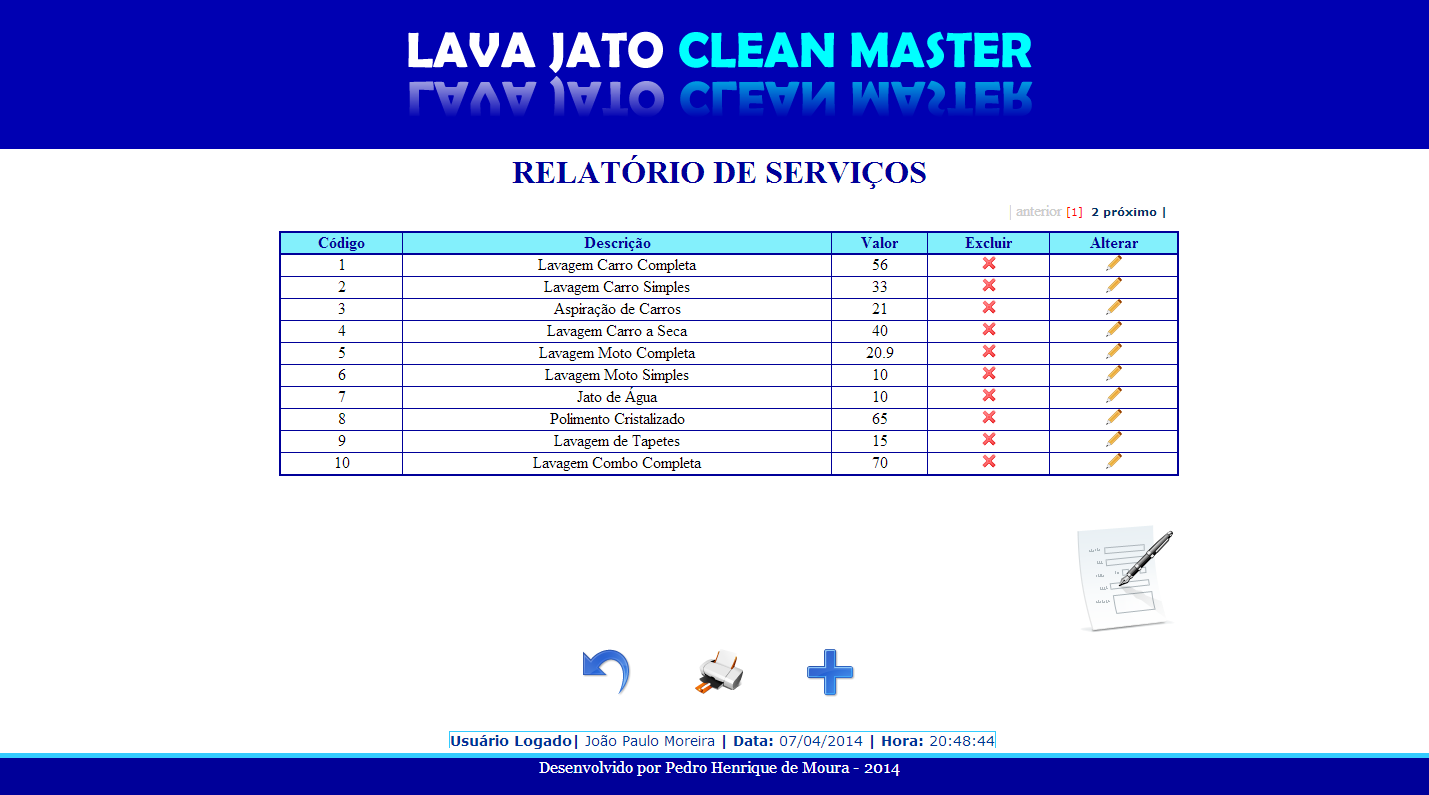 LAVA JATO CLEAN MASTER
RELATÓRIO DE SERVIÇOS
| anterior [1] 2 próximo |
Código Descrição Valor Excluir Alterar
1 Lavagem Carro Completa 56
2 Lavagem Carro Simples 33
3 Aspiração de Carros 21
4 Lavagem Carro a Seca 40
5 Lavagem Moto Completa 20.9
6 Lavagem Moto Simples 10
7 Jato de Água 10
8 Polimento Cristalizado 65
9 Lavagem de Tapetes 15
10 Lavagem Combo Completa 70
Usuário Logado| João Paulo Moreira | Data: 07/04/2014 | Hora: 20:48:44
Desenvolvido por Pedro Henrique de Moura - 2014